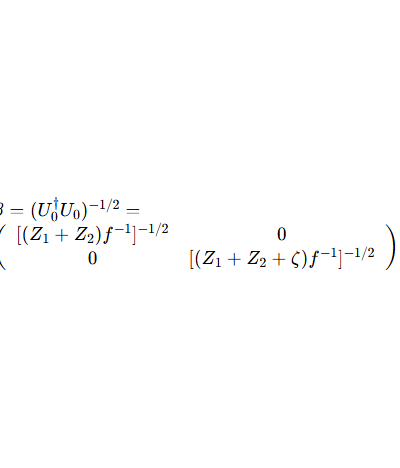 = (U_0^† U_0)^{-1/2} =
( [(Z_1 + Z_2) f^{-1}]^{-1/2} 0
0 [(Z_1 + Z_2 + ζ) f^{-1}]^{-1/2} )